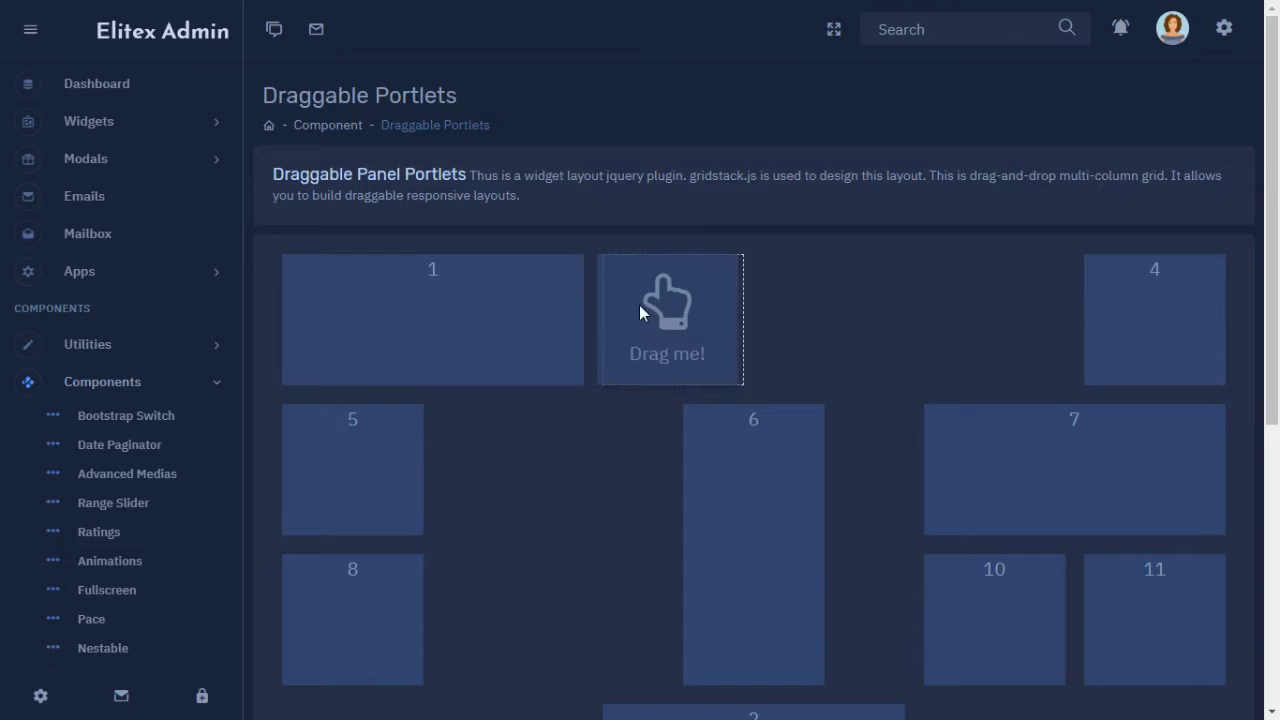 Elitex Admin
Search
Dashboard
Widgets
Modals
Emails
Mailbox
Apps
COMPONENTS
Utilities
Components
Bootstrap Switch
Date Paginator
Advanced Medias
Range Slider
Ratings
Animations
Fullscreen
Pace
Nestable
Draggable Portlets
- Component - Draggable Portlets
Draggable Panel Portlets Thus is a widget layout jquery plugin. gridstack.js is used to design this layout. This is drag-and-drop multi-column grid. It allows
you to build draggable responsive layouts.
1
Drag me!
4
5
6
7
8
10
11
2